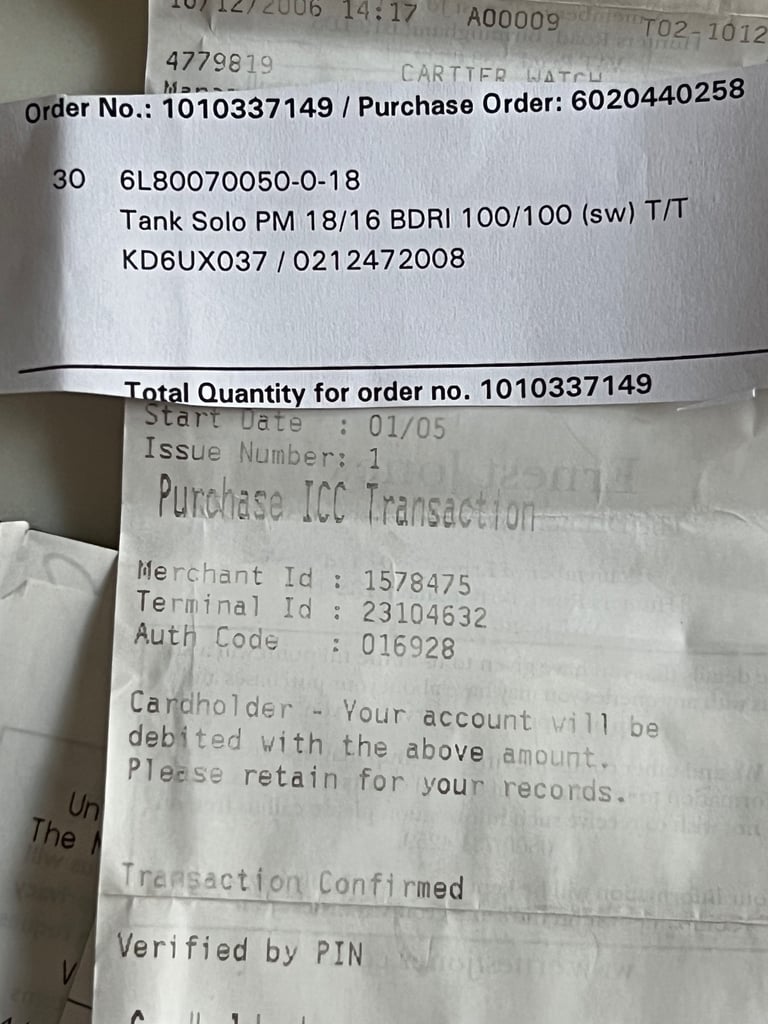 10/12/2006 14:17 A00009 T02-1012
4779819 CARTIER WATCH
Order No.: 1010337149 / Purchase Order: 6020440258
30 6L80070050-0-18
Tank Solo PM 18/16 BDRI 100/100 (sw) T/T
KD6UX037 / 0212472008
Total Quantity for order no. 1010337149
Start Date : 01/05
Issue Number: 1
Purchase ICC Transaction
Merchant Id : 1578475
Terminal Id : 23104632
Auth Code : 016928
Cardholder - Your account will be
debited with the above amount.
Please retain for your records.
Un
The
Transaction Confirmed
Verified by PIN
V